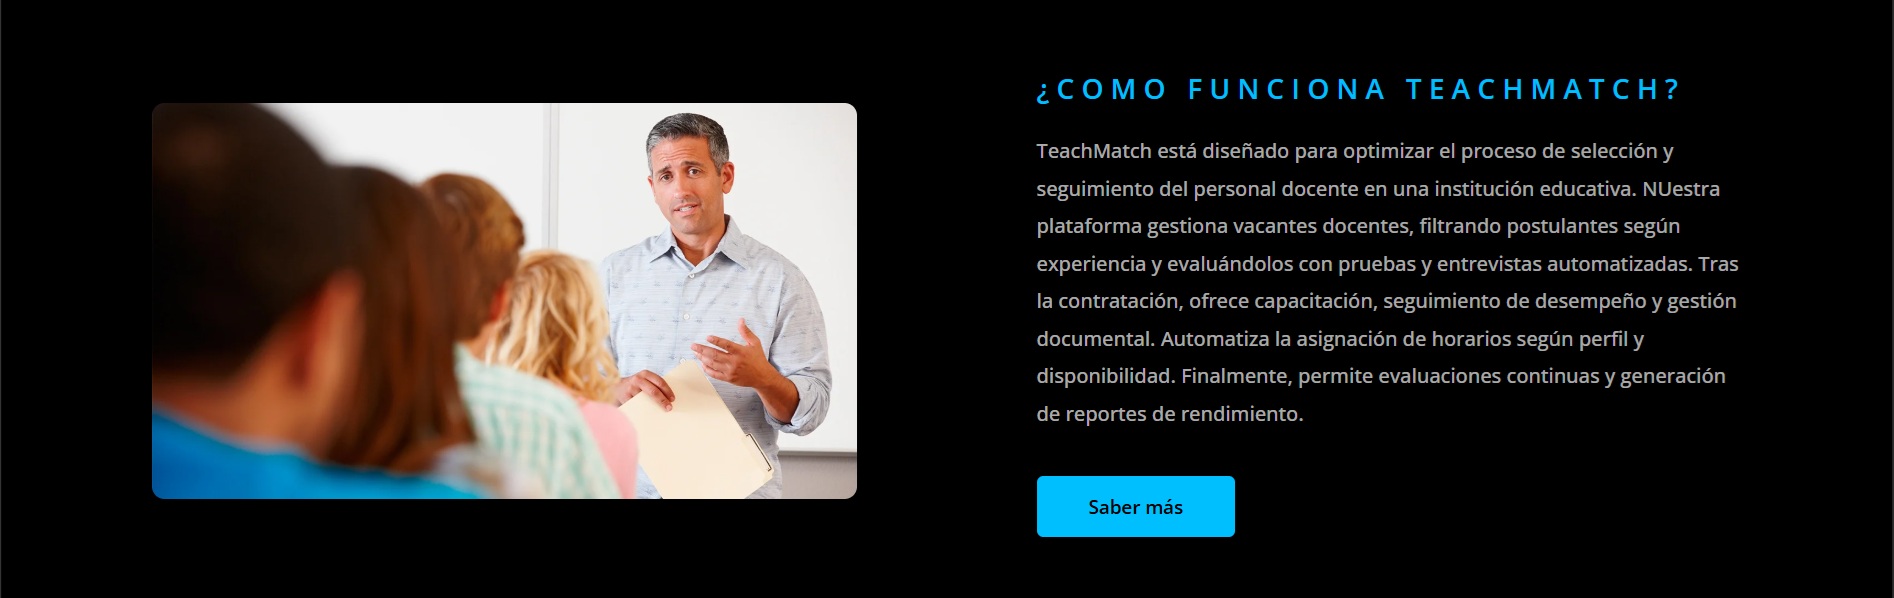 ¿COMO FUNCIONA TEACHMATCH?
TeachMatch está diseñado para optimizar el proceso de selección y
seguimiento del personal docente en una institución educativa. NUestra
plataforma gestiona vacantes docentes, filtrando postulantes según
experiencia y evaluándolos con pruebas y entrevistas automatizadas. Tras
la contratación, ofrece capacitación, seguimiento de desempeño y gestión
documental. Automatiza la asignación de horarios según perfil y
disponibilidad. Finalmente, permite evaluaciones continuas y generación
de reportes de rendimiento.
Saber más